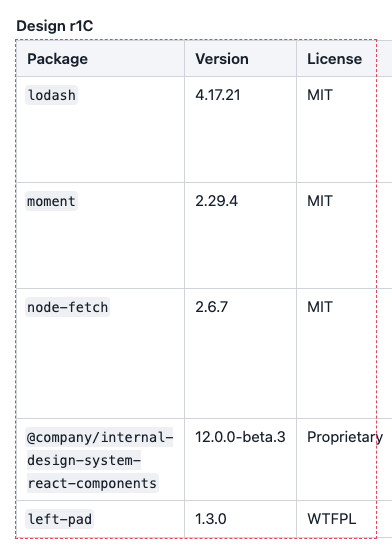 Design r1C
Package Version License
lodash 4.17.21 MIT
moment 2.29.4 MIT
node-fetch 2.6.7 MIT
@company/internal- 12.0.0-beta.3 Proprietary
design-system-
react-components
left-pad 1.3.0 WTFPL